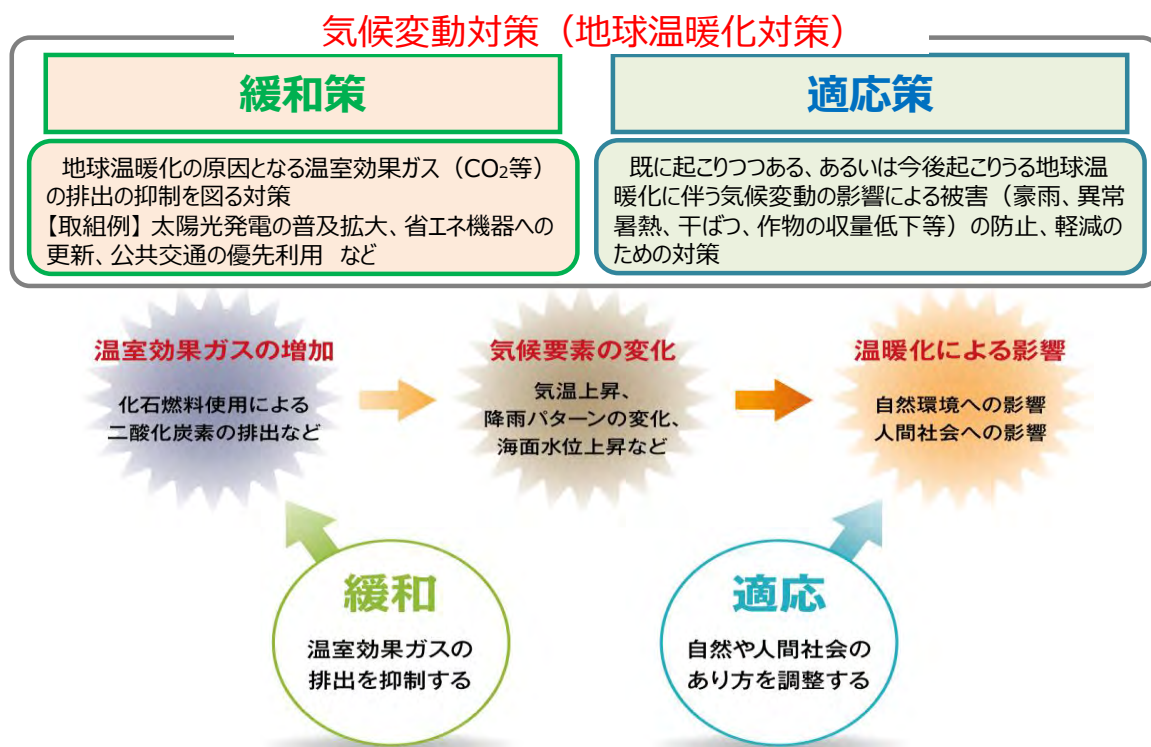 気候変動対策（地球温暖化対策）
緩和策
地球温暖化の原因となる温室効果ガス（CO₂等）
の排出の抑制を図る対策
【取組例】太陽光発電の普及拡大、省エネ機器への
更新、公共交通の優先利用　など
適応策
既に起こりつつある、あるいは今後起こりうる地球温
暖化に伴う気候変動の影響による被害（豪雨、異常
暑熱、干ばつ、作物の収量低下等）の防止、軽減の
ための対策
温室効果ガスの増加
化石燃料使用による
二酸化炭素の排出など
気候要素の変化
気温上昇、
降雨パターンの変化、
海面水位上昇など
温暖化による影響
自然環境への影響
人間社会への影響
緩和
温室効果ガスの
排出を抑制する
適応
自然や人間社会の
あり方を調整する